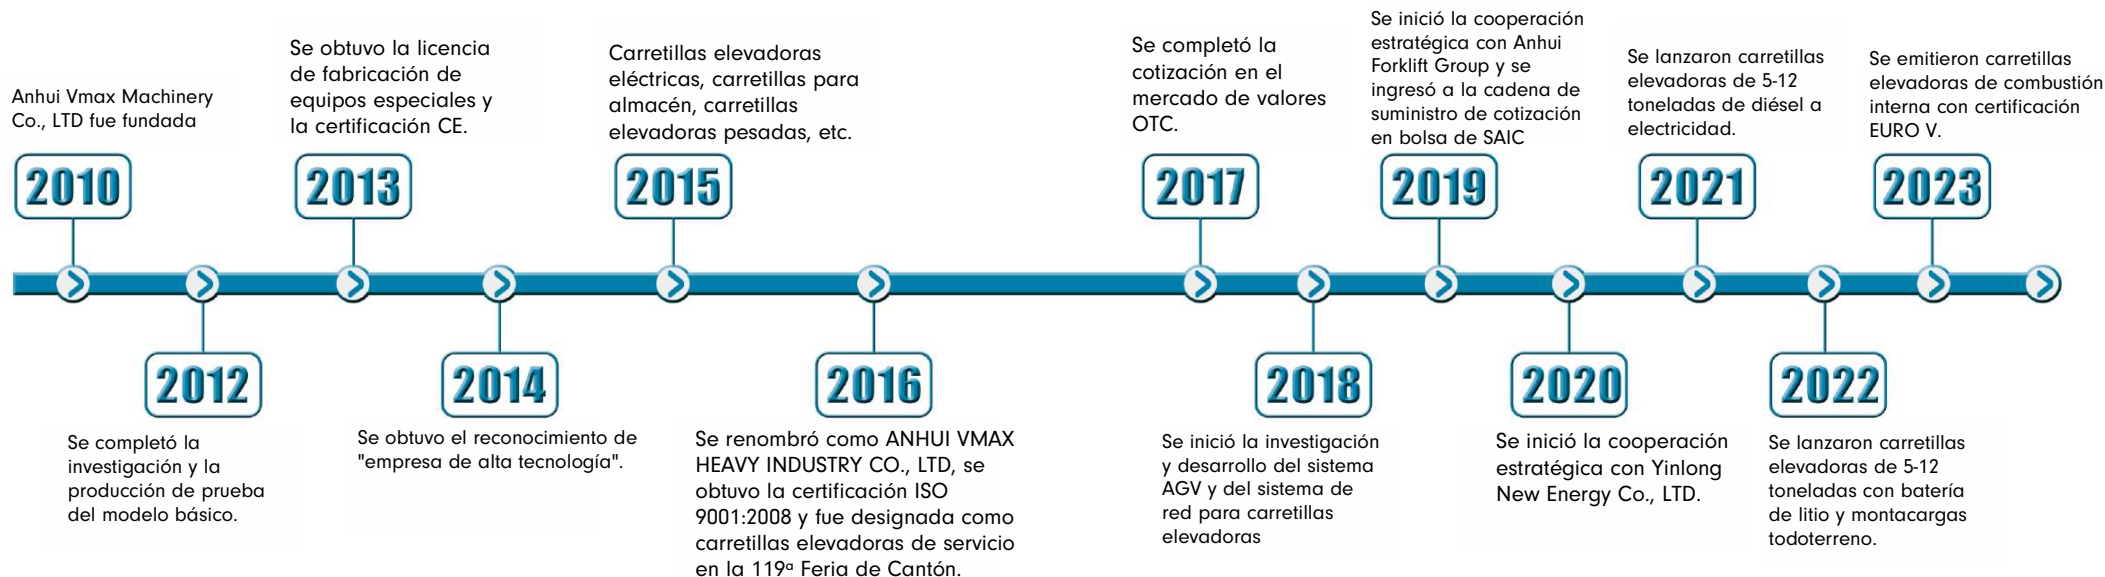 Anhui Vmax Machinery
Co., LTD fue fundada
2010
Se completó la
investigación y la
producción de prueba
del modelo básico.
2012
Se obtuvo la licencia
de fabricación de
equipos especiales y
la certificación CE.
2013
Se obtuvo el reconocimiento de
"empresa de alta tecnología".
2014
Carretillas elevadoras
eléctricas, carretillas para
almacén, carretillas
elevadoras pesadas, etc.
2015
2016
Se renombró como ANHUI VMAX
HEAVY INDUSTRY CO., LTD, se
obtuvo la certificación ISO
9001:2008 y fue designada como
carretillas elevadoras de servicio
en la 119ª Feria de Cantón.
Se completó la
cotización en el
mercado de valores
OTC.
2017
2018
Se inició la investigación
y desarrollo del sistema
AGV y del sistema de
red para carretillas
elevadoras
Se inició la cooperación
estratégica con Anhui
Forklift Group y se
ingresó a la cadena de
suministro de cotización
en bolsa de SAIC
2019
2020
Se inició la cooperación
estratégica con Yinlong
New Energy Co., LTD.
Se lanzaron carretillas
elevadoras de 5-12
toneladas de diésel a
electricidad.
2021
2022
Se lanzaron carretillas
elevadoras de 5-12
toneladas con batería
de litio y montacargas
todoterreno.
Se emitieron carretillas
elevadoras de combustión
interna con certificación
EURO V.
2023